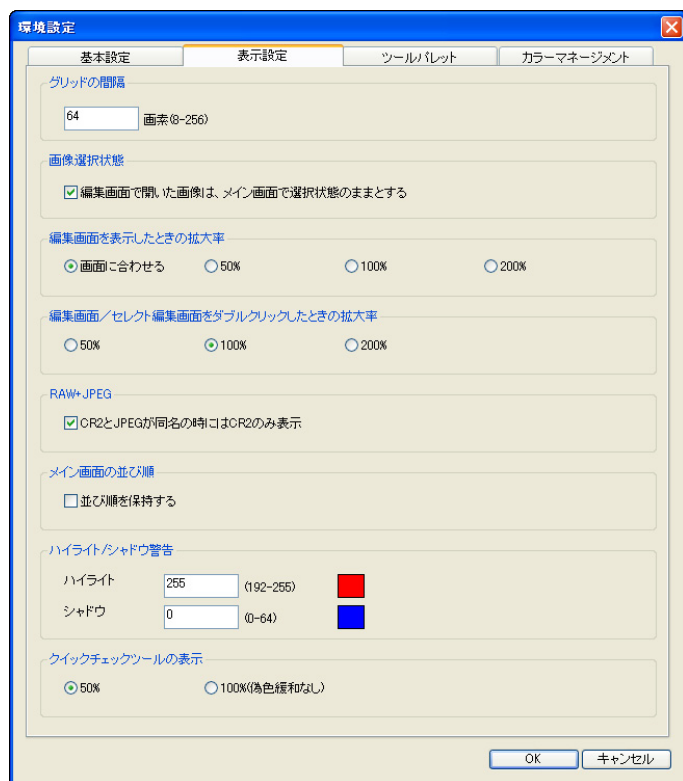 環境設定
基本設定 表示設定 ツールパレット カラーマネージメント
グリッドの間隔
64 画素(8-256)
画像選択状態
編集画面で開いた画像は、メイン画面で選択状態のままとする
編集画面を表示したときの拡大率
画面に合わせる 50% 100% 200%
編集画面/セレクト編集画面をダブルクリックしたときの拡大率
50% 100% 200%
RAW+JPEG
CR2とJPEGが同名の時にはCR2のみ表示
メイン画面の並び順
並び順を保持する
ハイライト/シャドウ警告
ハイライト 255 (192-255)
シャドウ 0 (0-64)
クイックチェックツールの表示
50% 100%(偽色緩和なし)
OK キャンセル